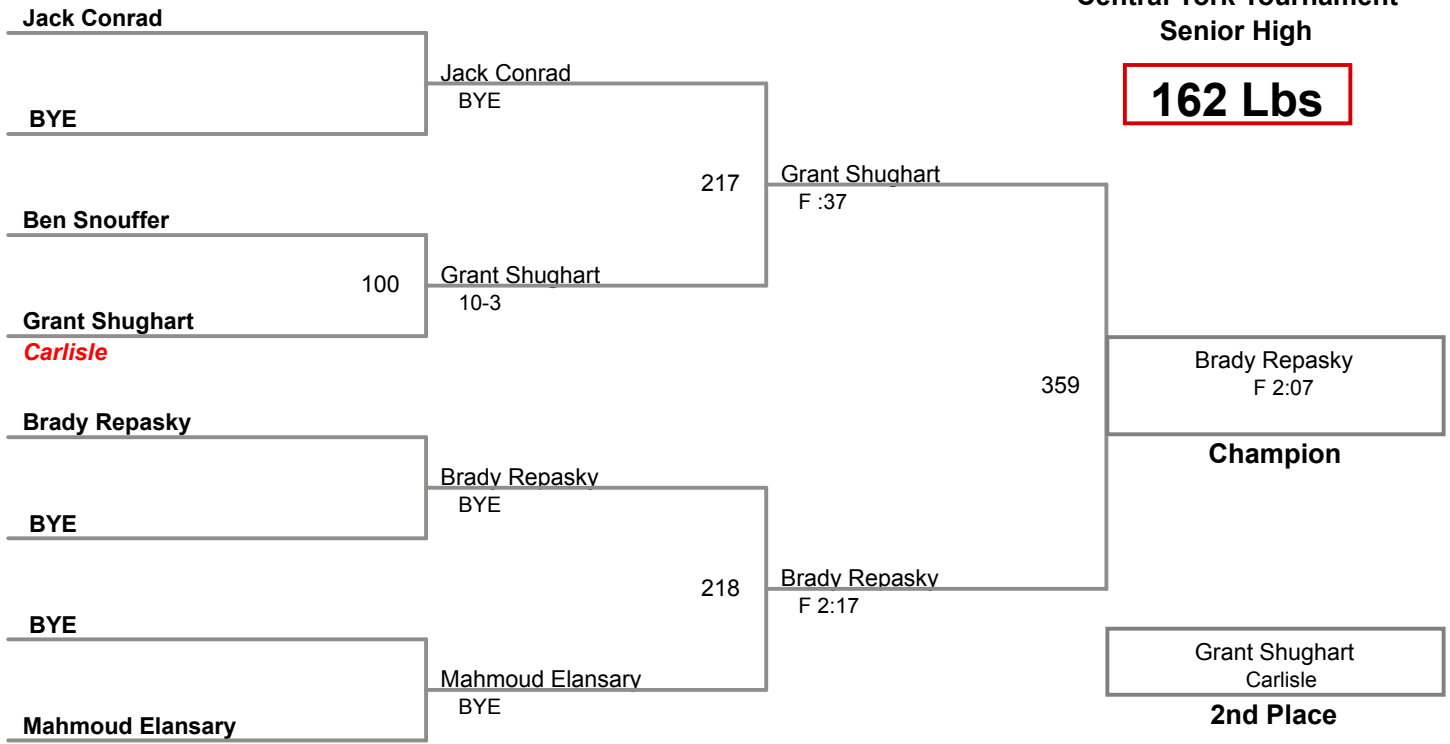 Central York Tournament
Senior High
162 Lbs
Jack Conrad
BYE
Ben Snouffer
Grant Shughart
Carlisle
Brady Repasky
BYE
BYE
Mahmoud Elansary
Jack Conrad
BYE
100
Grant Shughart
10-3
Brady Repasky
BYE
Mahmoud Elansary
BYE
217
Grant Shughart
F :37
218
Brady Repasky
F 2:17
359
Brady Repasky
F 2:07
Champion
Grant Shughart
Carlisle
2nd Place